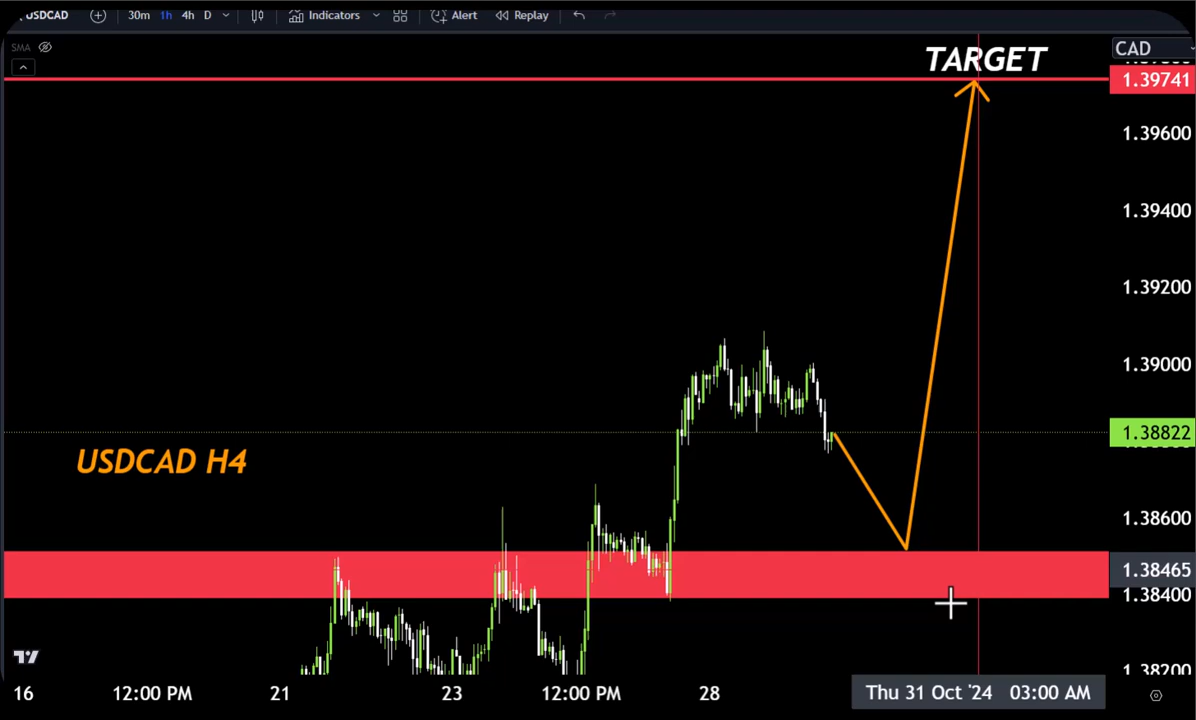 USDCAD
30m 1h 4h D Indicators Alert Replay
SMA
TARGET
CAD
1.39741
1.39600
1.39400
1.39200
1.39000
1.38822
USDCAD H4
1.38600
1.38465
1.38400
1.38200
16 12:00 PM 21 23 12:00 PM 28 Thu 31 Oct '24 03:00 AM